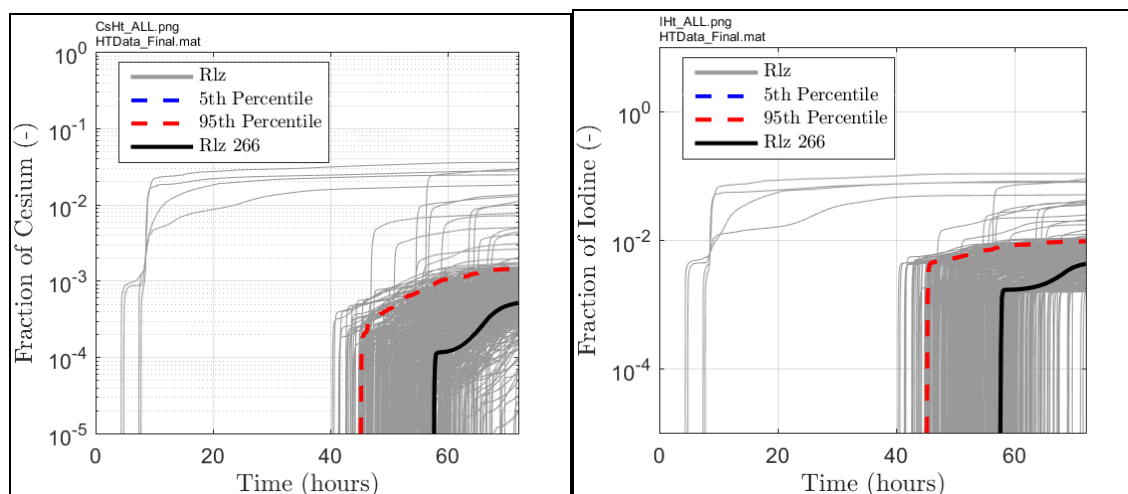 CsHt_ALL.png
HTData_Final.mat
10^0
10^-1
10^-2
10^-3
10^-4
10^-5
Fraction of Cesium (-)
Rlz
5th Percentile
95th Percentile
Rlz 266
0
20
40
60
Time (hours)
IHt_ALL.png
HTData_Final.mat
10^0
10^-2
10^-4
Fraction of Iodine (-)
Rlz
5th Percentile
95th Percentile
Rlz 266
0
20
40
60
Time (hours)